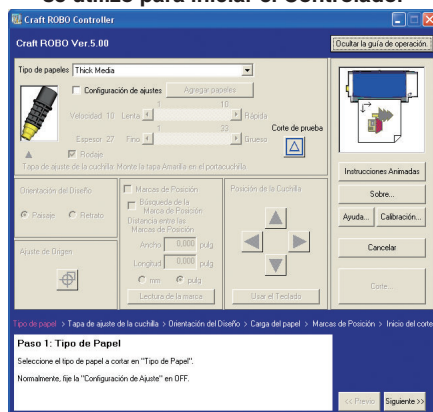 se utilizó para iniciar el Controlador
Craft ROBO Controller
Craft ROBO Ver.5.00
Ocultar la guía de operación.
Tipo de papeles Thick Media
Configuración de ajustes Agregar papeles
1 10
Velocidad 10 Lenta Rápida
1 33
Espesor 27 Fino Grueso
Corte de prueba
Rodaje
Tapa de ajuste de la cuchilla Monte la tapa Amarilla en el portacuchilla
Orientación del Diseño
Paisaje Retrato
Ajuste de Origen
Marcas de Posición
Búsqueda de la
Marca de Posición
Distancia entre las
Marcas de Posición
Ancho 0,000 pulg
Longitud 0,000 pulg
mm pulg
Lectura de la marca
Posición de la Cuchilla
Usar el Teclado
Instrucciones Animadas
Sobre...
Ayuda... Calibración...
Cancelar
Corte...
Tipo de papel > Tapa de ajuste de la cuchilla > Orientación del Diseño > Carga del papel > Marcas de Posición > Inicio del corte
Paso 1: Tipo de Papel
Seleccione el tipo de papel a cortar en "Tipo de Papel".
Normalmente, fije la "Configuración de Ajuste" en OFF.
<< Previo Siguiente >>